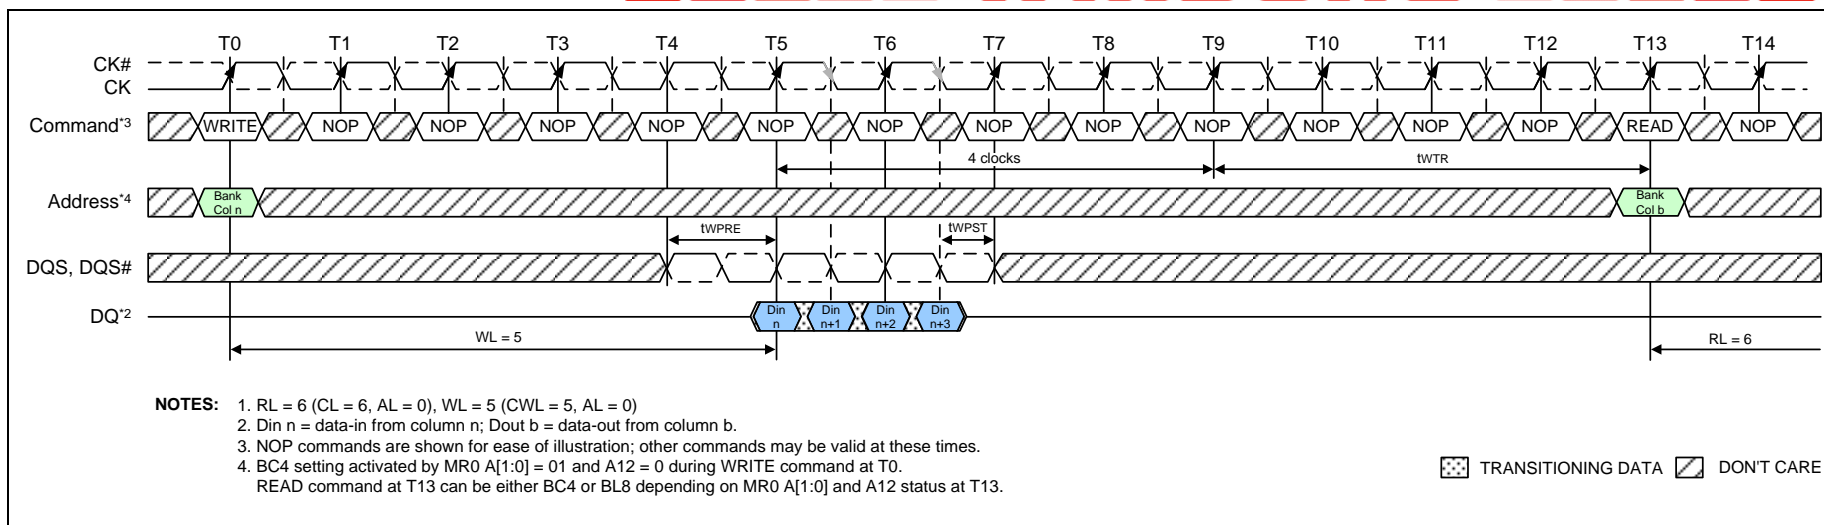 T0 T1 T2 T3 T4 T5 T6 T7 T8 T9 T10 T11 T12 T13 T14
CK#
CK
Command*3 WRITE NOP NOP NOP NOP NOP NOP NOP NOP NOP NOP NOP NOP READ NOP
4 clocks tWTR
Address*4 Bank Col n Bank Col b
tWPRE tWPST
DQS, DQS#
DQ*2 Din n Din n+1 Din n+2 Din n+3
WL = 5 RL = 6
NOTES: 1. RL = 6 (CL = 6, AL = 0), WL = 5 (CWL = 5, AL = 0)
2. Din n = data-in from column n; Dout b = data-out from column b.
3. NOP commands are shown for ease of illustration; other commands may be valid at these times.
4. BC4 setting activated by MR0 A[1:0] = 01 and A12 = 0 during WRITE command at T0.
READ command at T13 can be either BC4 or BL8 depending on MR0 A[1:0] and A12 status at T13.
TRANSITIONING DATA DON'T CARE